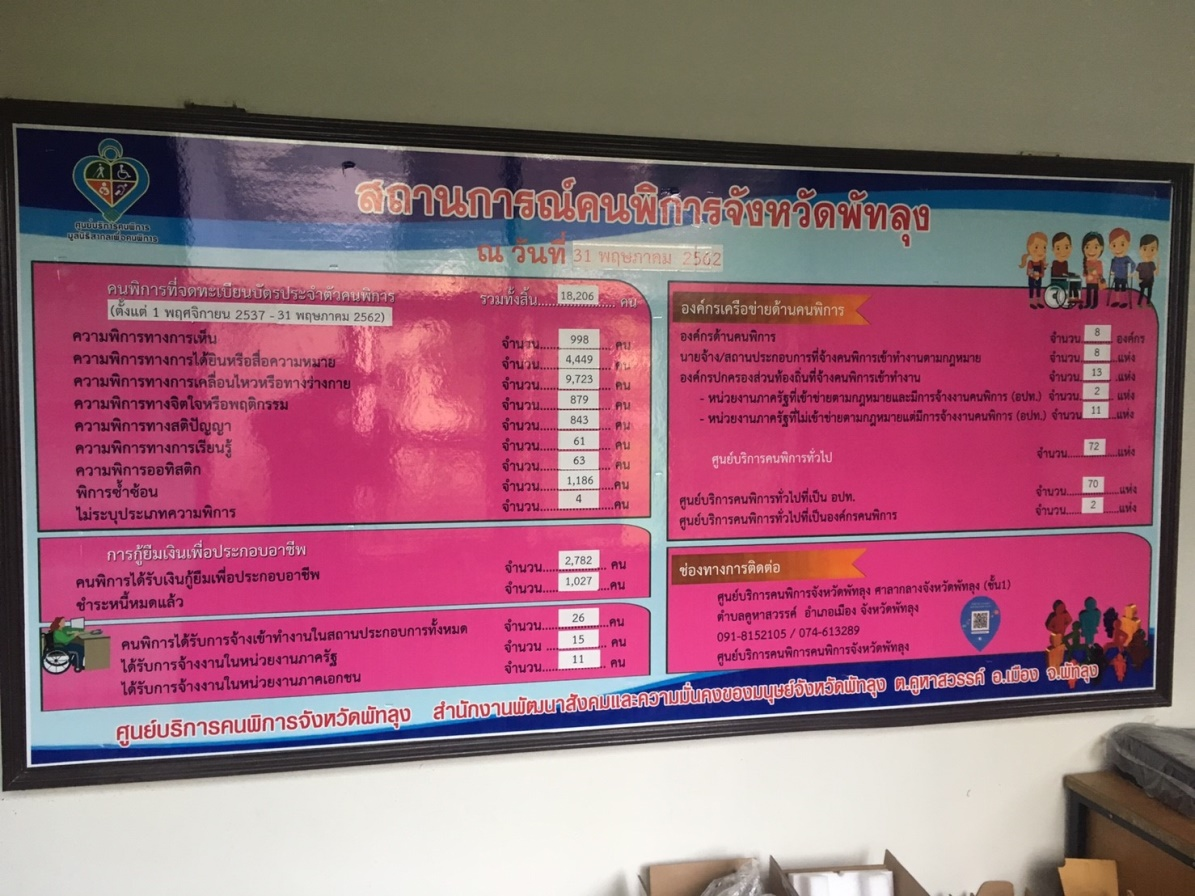 ศูนย์บริการคนพิการ
มูลนิธิสากลเพื่อคนพิการ
สถานการณ์คนพิการจังหวัดพัทลุง
ณ วันที่ 31 พฤษภาคม 2562
คนพิการที่จดทะเบียนบัตรประจำตัวคนพิการ รวมทั้งสิ้น 18,206 คน
(ตั้งแต่ 1 พฤศจิกายน 2537 - 31 พฤษภาคม 2562)
ความพิการทางการเห็น จำนวน 998 คน
ความพิการทางการได้ยินหรือสื่อความหมาย จำนวน 4,449 คน
ความพิการทางการเคลื่อนไหวหรือทางร่างกาย จำนวน 9,723 คน
ความพิการทางจิตใจหรือพฤติกรรม จำนวน 879 คน
ความพิการทางสติปัญญา จำนวน 843 คน
ความพิการทางการเรียนรู้ จำนวน 61 คน
ความพิการออทิสติก จำนวน 63 คน
พิการซ้ำซ้อน จำนวน 1,186 คน
ไม่ระบุประเภทความพิการ จำนวน 4 คน
การกู้ยืมเงินเพื่อประกอบอาชีพ
คนพิการได้รับเงินกู้ยืมเพื่อประกอบอาชีพ จำนวน 2,782 คน
ชำระหนี้หมดแล้ว จำนวน 1,027 คน
คนพิการได้รับการจ้างเข้าทำงานในสถานประกอบการทั้งหมด จำนวน 26 คน
ได้รับการจ้างงานในหน่วยงานภาครัฐ จำนวน 15 คน
ได้รับการจ้างงานในหน่วยงานภาคเอกชน จำนวน 11 คน
องค์กรเครือข่ายด้านคนพิการ
องค์กรด้านคนพิการ จำนวน 8 องค์กร
นายจ้าง/สถานประกอบการที่จ้างคนพิการเข้าทำงานตามกฎหมาย จำนวน 8 แห่ง
องค์กรปกครองส่วนท้องถิ่นที่จ้างคนพิการเข้าทำงาน จำนวน 13 แห่ง
- หน่วยงานภาครัฐที่เข้าข่ายตามกฎหมายและมีการจ้างงานคนพิการ (อปท.) จำนวน 2 แห่ง
- หน่วยงานภาครัฐที่ไม่เข้าข่ายตามกฎหมายแต่มีการจ้างงานคนพิการ (อปท.) จำนวน 11 แห่ง
ศูนย์บริการคนพิการทั่วไป จำนวน 72 แห่ง
ศูนย์บริการคนพิการทั่วไปที่เป็น อปท. จำนวน 70 แห่ง
ศูนย์บริการคนพิการทั่วไปที่เป็นองค์กรคนพิการ จำนวน 2 แห่ง
ช่องทางการติดต่อ
ศูนย์บริการคนพิการจังหวัดพัทลุง ศาลากลางจังหวัดพัทลุง (ชั้น1)
ตำบลคูหาสวรรค์ อำเภอเมือง จังหวัดพัทลุง
091-8152105 / 074-613289
ศูนย์บริการคนพิการคนพิการจังหวัดพัทลุง
ศูนย์บริการคนพิการจังหวัดพัทลุง สำนักงานพัฒนาสังคมและความมั่นคงของมนุษย์จังหวัดพัทลุง ต.คูหาสวรรค์ อ.เมือง จ.พัทลุง